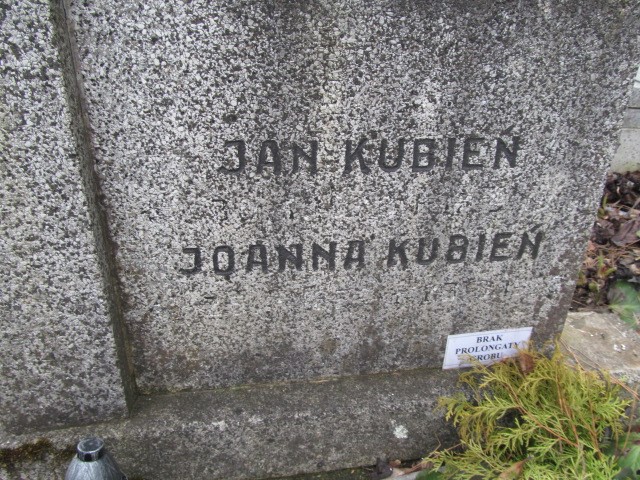 JAN KUBIEŃ
JOANNA KUBIEŃ
BRAK
PROLONGATY
GROBU